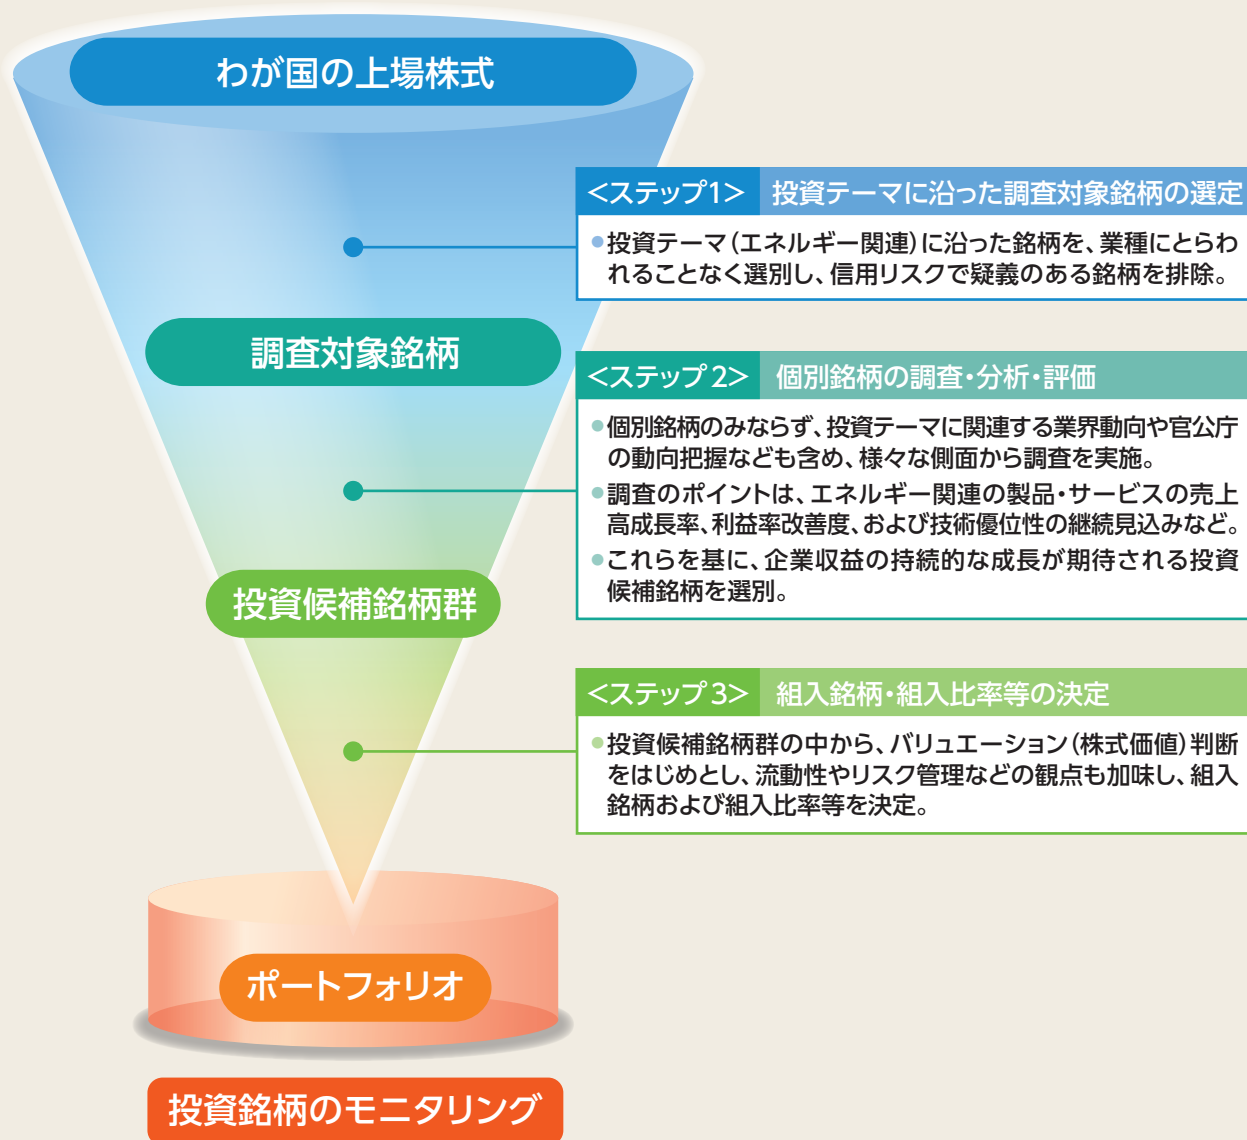 わが国の上場株式
<ステップ1> 投資テーマに沿った調査対象銘柄の選定
●投資テーマ(エネルギー関連)に沿った銘柄を、業種にとらわ
れることなく選別し、信用リスクで疑義のある銘柄を排除。
調査対象銘柄
<ステップ2> 個別銘柄の調査・分析・評価
●個別銘柄のみならず、投資テーマに関連する業界動向や官公庁
の動向把握なども含め、様々な側面から調査を実施。
●調査のポイントは、エネルギー関連の製品・サービスの売上
高成長率、利益率改善度、および技術優位性の継続見込みなど。
●これらを基に、企業収益の持続的な成長が期待される投資
候補銘柄を選別。
投資候補銘柄群
<ステップ3> 組入銘柄・組入比率等の決定
●投資候補銘柄群の中から、バリュエーション(株式価値)判断
をはじめとし、流動性やリスク管理などの観点も加味し、組入
銘柄および組入比率等を決定。
ポートフォリオ
投資銘柄のモニタリング